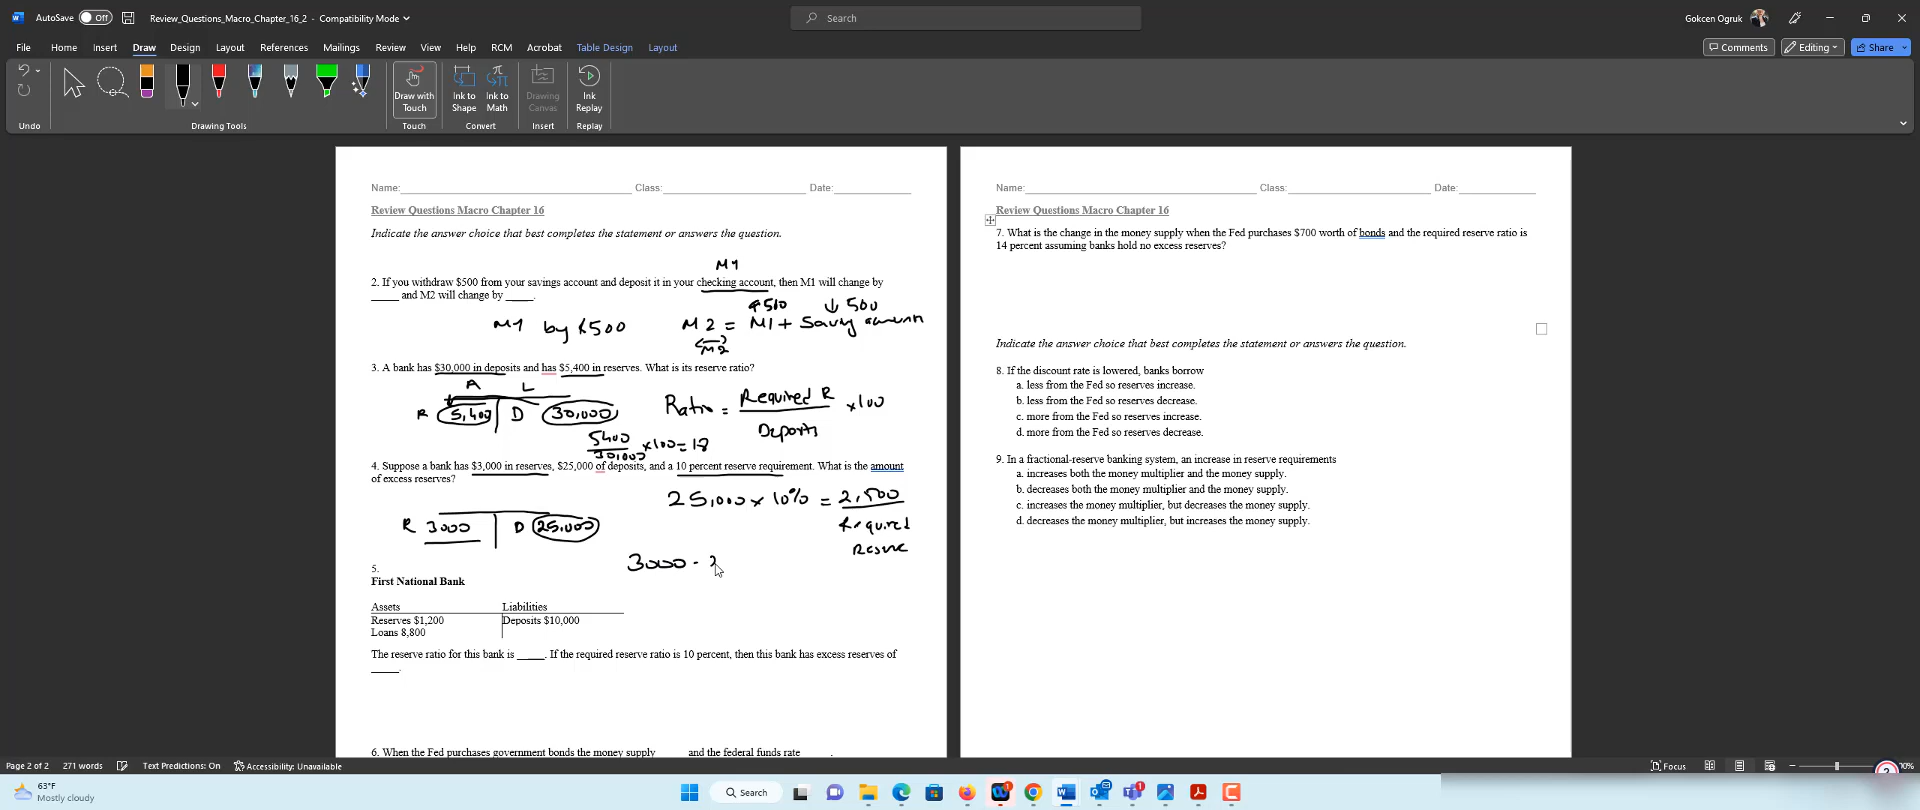 AutoSave Off Review_Questions_Macro_Chapter_16_2 - Compatibility Mode Search Gokcen Ogruk
File Home Insert Draw Design Layout References Mailings Review View Help RCM Acrobat Table Design Layout Comments Editing Share
Draw with Touch Ink to Shape Ink to Math Drawing Canvas Ink Replay
Undo Drawing Tools Touch Convert Insert Replay
Name: Class: Date:
Review Questions Macro Chapter 16
Indicate the answer choice that best completes the statement or answers the question.
M1
2. If you withdraw $500 from your savings account and deposit it in your checking account, then M1 will change by
_____ and M2 will change by _____.
↑500 ↓500
M1 by $500 M2 = M1 + Saving accounts
M2
3. A bank has $30,000 in deposits and has $5,400 in reserves. What is its reserve ratio?
A L
R 5,400 D 30,000 Ratio = Required R / Deposits ×100
5400 / 30,000 ×100 = 18
4. Suppose a bank has $3,000 in reserves, $25,000 of deposits, and a 10 percent reserve requirement. What is the amount
of excess reserves?
25,000 × 10% = 2,500
R 3000 D 25,000 Required
Reserve
3000 - 2
5.
First National Bank
Assets Liabilities
Reserves $1,200 Deposits $10,000
Loans 8,800
The reserve ratio for this bank is _____. If the required reserve ratio is 10 percent, then this bank has excess reserves of
_____.
6. When the Fed purchases government bonds the money supply _____ and the federal funds rate _____.
Name: Class: Date:
Review Questions Macro Chapter 16
7. What is the change in the money supply when the Fed purchases $700 worth of bonds and the required reserve ratio is
14 percent assuming banks hold no excess reserves?
Indicate the answer choice that best completes the statement or answers the question.
8. If the discount rate is lowered, banks borrow
a. less from the Fed so reserves increase.
b. less from the Fed so reserves decrease.
c. more from the Fed so reserves increase.
d. more from the Fed so reserves decrease.
9. In a fractional-reserve banking system, an increase in reserve requirements
a. increases both the money multiplier and the money supply.
b. decreases both the money multiplier and the money supply.
c. increases the money multiplier, but decreases the money supply.
d. decreases the money multiplier, but increases the money supply.
Page 2 of 2 271 words Text Predictions: On Accessibility: Unavailable Focus
63°F
Mostly cloudy
Search